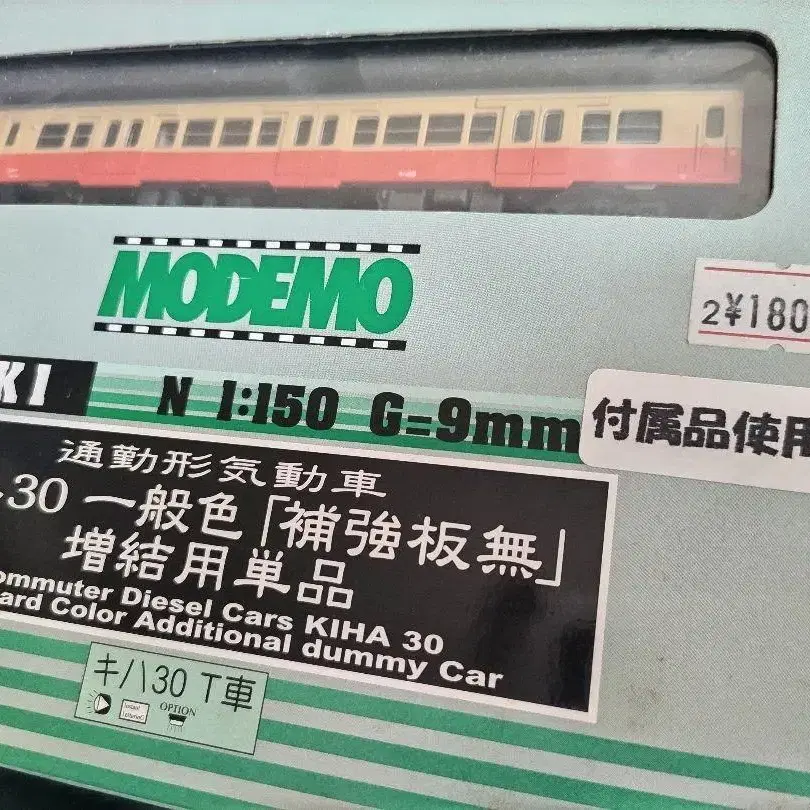 MODEMO
2¥180
KI
N 1:150 G=9mm
付属品使用
通勤形気動車
30 一般色「補強板無」
増結用単品
ommuter Diesel Cars KIHA 30
ard Color Additional dummy Car
キハ30 T車
OPTION